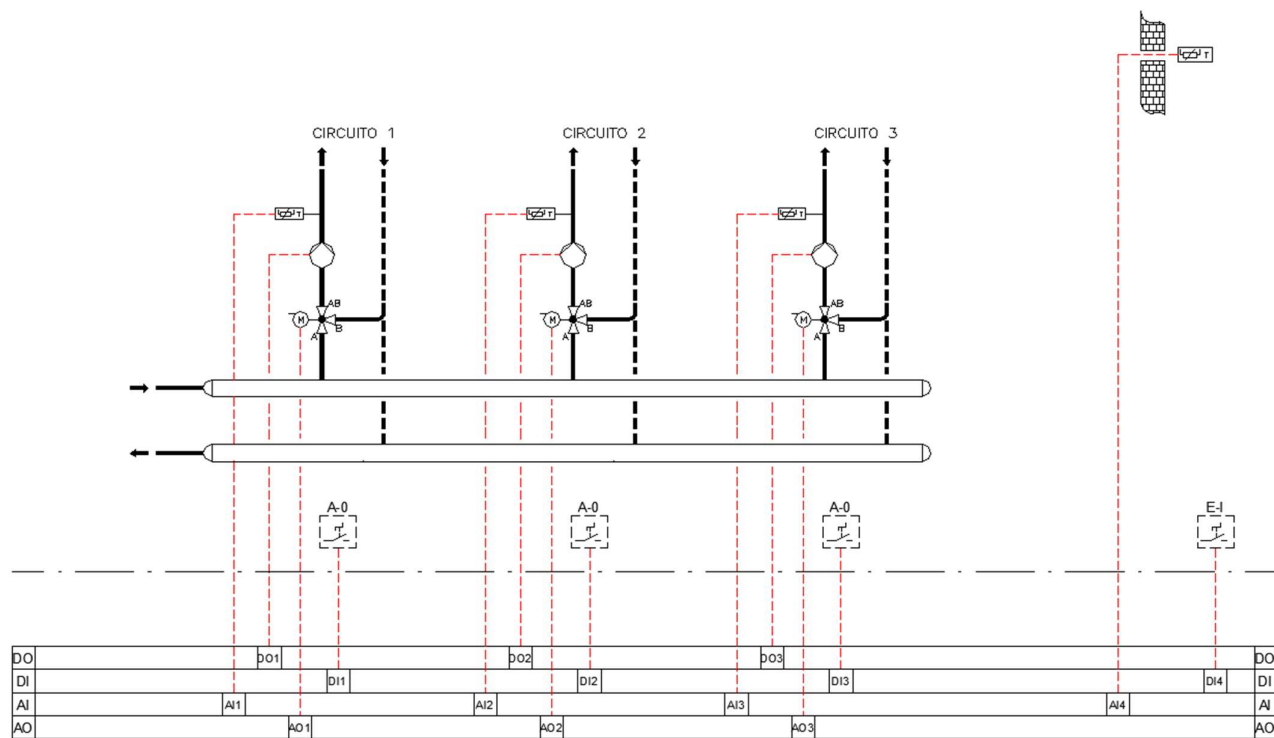 T
CIRCUITO 1 CIRCUITO 2 CIRCUITO 3
T T T
AB AB AB
M B M B M B
A A A
A-0 A-0 A-0 E-I
DO DO1 DO2 DO3 DO
DI DI1 DI2 DI3 DI4 DI
AI AI1 AI2 AI3 AI4 AI
AO AO1 AO2 AO3 AO